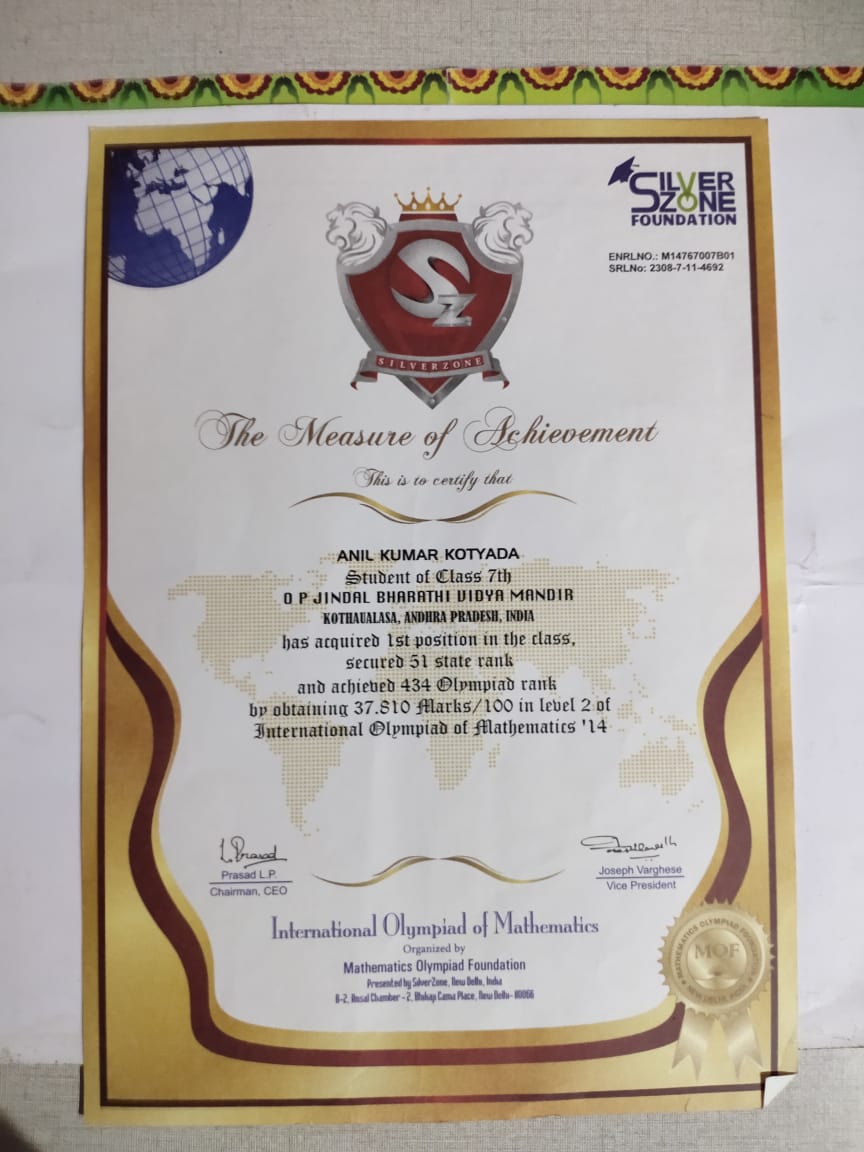 SILVER
ZONE
FOUNDATION
ENRLNO.: M14767007B01
SRLNo: 2308-7-11-4692
SZ
SILVERZONE
The Measure of Achievement
This is to certify that
ANIL KUMAR KOTYADA
Student of Class 7th
O P JINDAL BHARATHI VIDYA MANDIR
KOTHAUALASA, ANDHRA PRADESH, INDIA
has acquired 1st position in the class,
secured 51 state rank
and achieved 434 Olympiad rank
by obtaining 37.810 Marks/100 in level 2 of
International Olympiad of Mathematics '14
L. Prasad
Prasad L.P.
Chairman, CEO
Joseph Varghese
Vice President
International Olympiad of Mathematics
Organized by
Mathematics Olympiad Foundation
Presented by SilverZone, New Delhi, India
Chamber - 2, Bhikaji Cama Place, New Delhi - 110066
MATHEMATICS OLYMPIAD FOUNDATION
MOF
NEW DELHI, INDIA